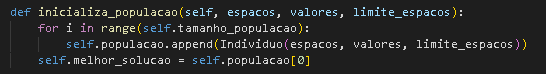 def inicializa_populacao(self, espacos, valores, limite_espacos):
    for i in range(self.tamanho_populacao):
        self.populacao.append(Individuo(espacos, valores, limite_espacos))
    self.melhor_solucao = self.populacao[0]